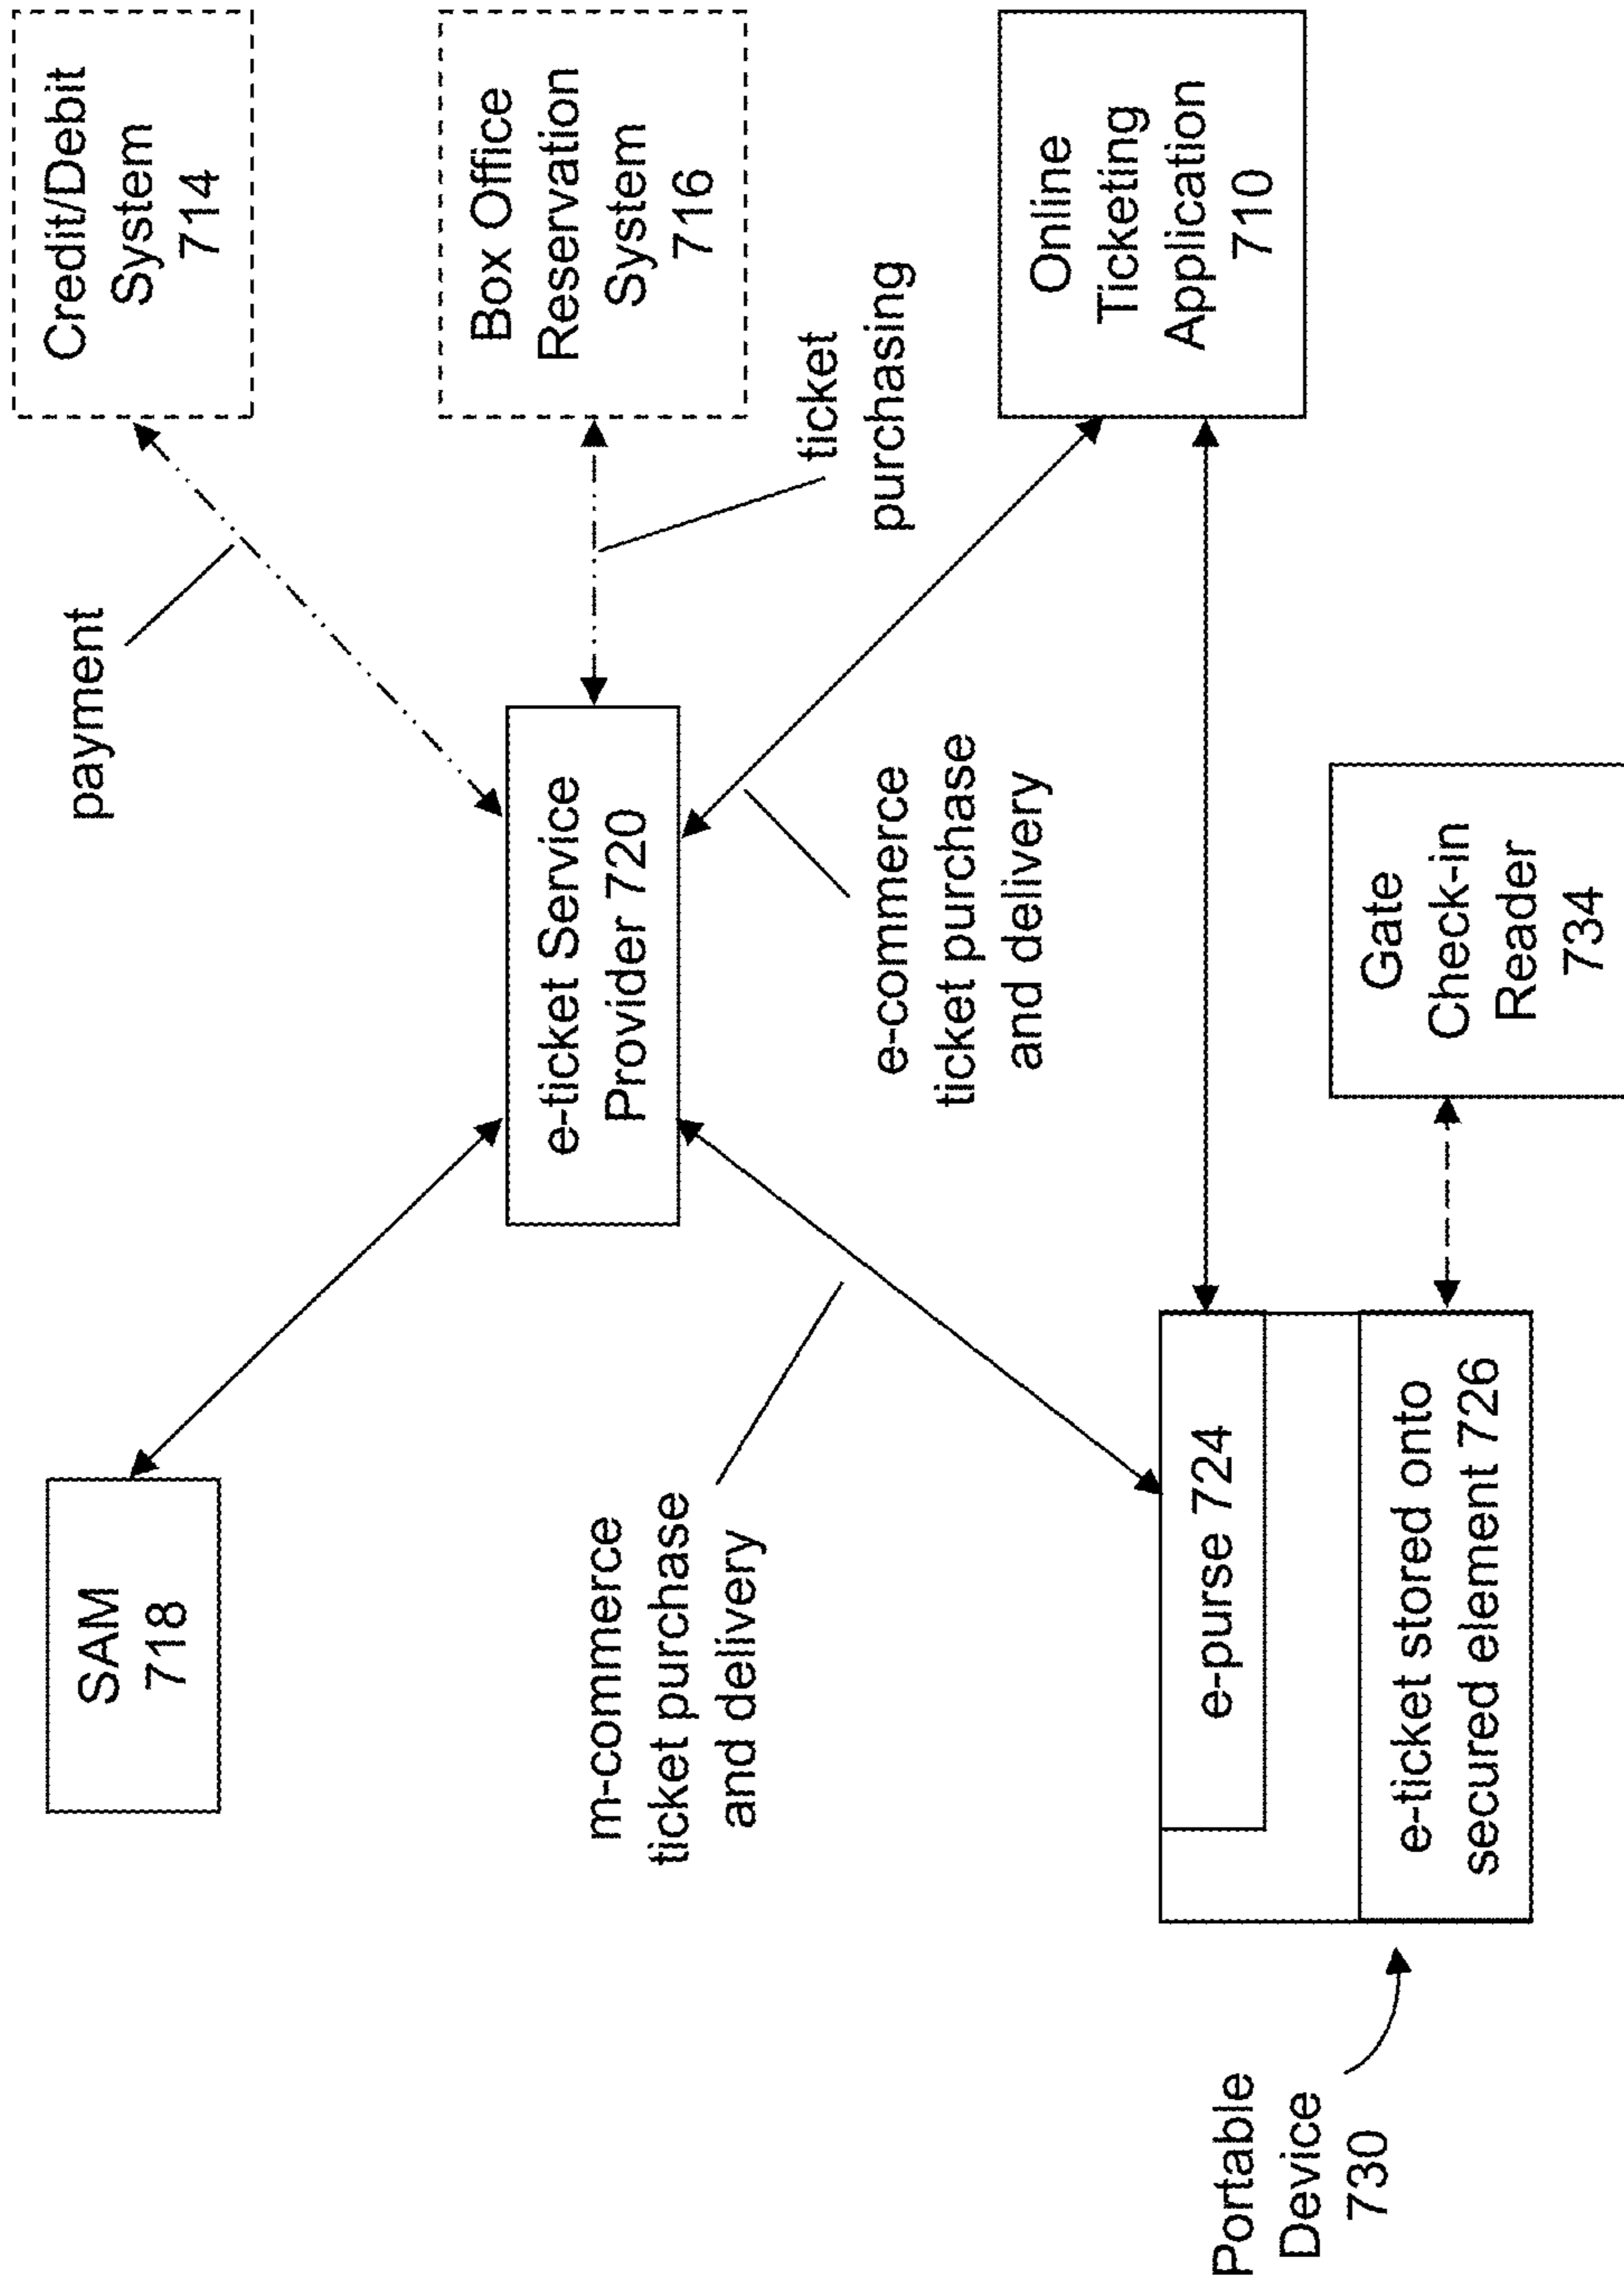 SAM
718
payment
Credit/Debit
System
714
e-ticket Service
Provider 720
Box Office
Reservation
System
716
ticket
purchasing
m-commerce
ticket purchase
and delivery
e-commerce
ticket purchase
and delivery
Online
Ticketing
Application
710
Portable
Device
730
e-purse 724
e-ticket stored onto
secured element 726
Gate
Check-in
Reader
734